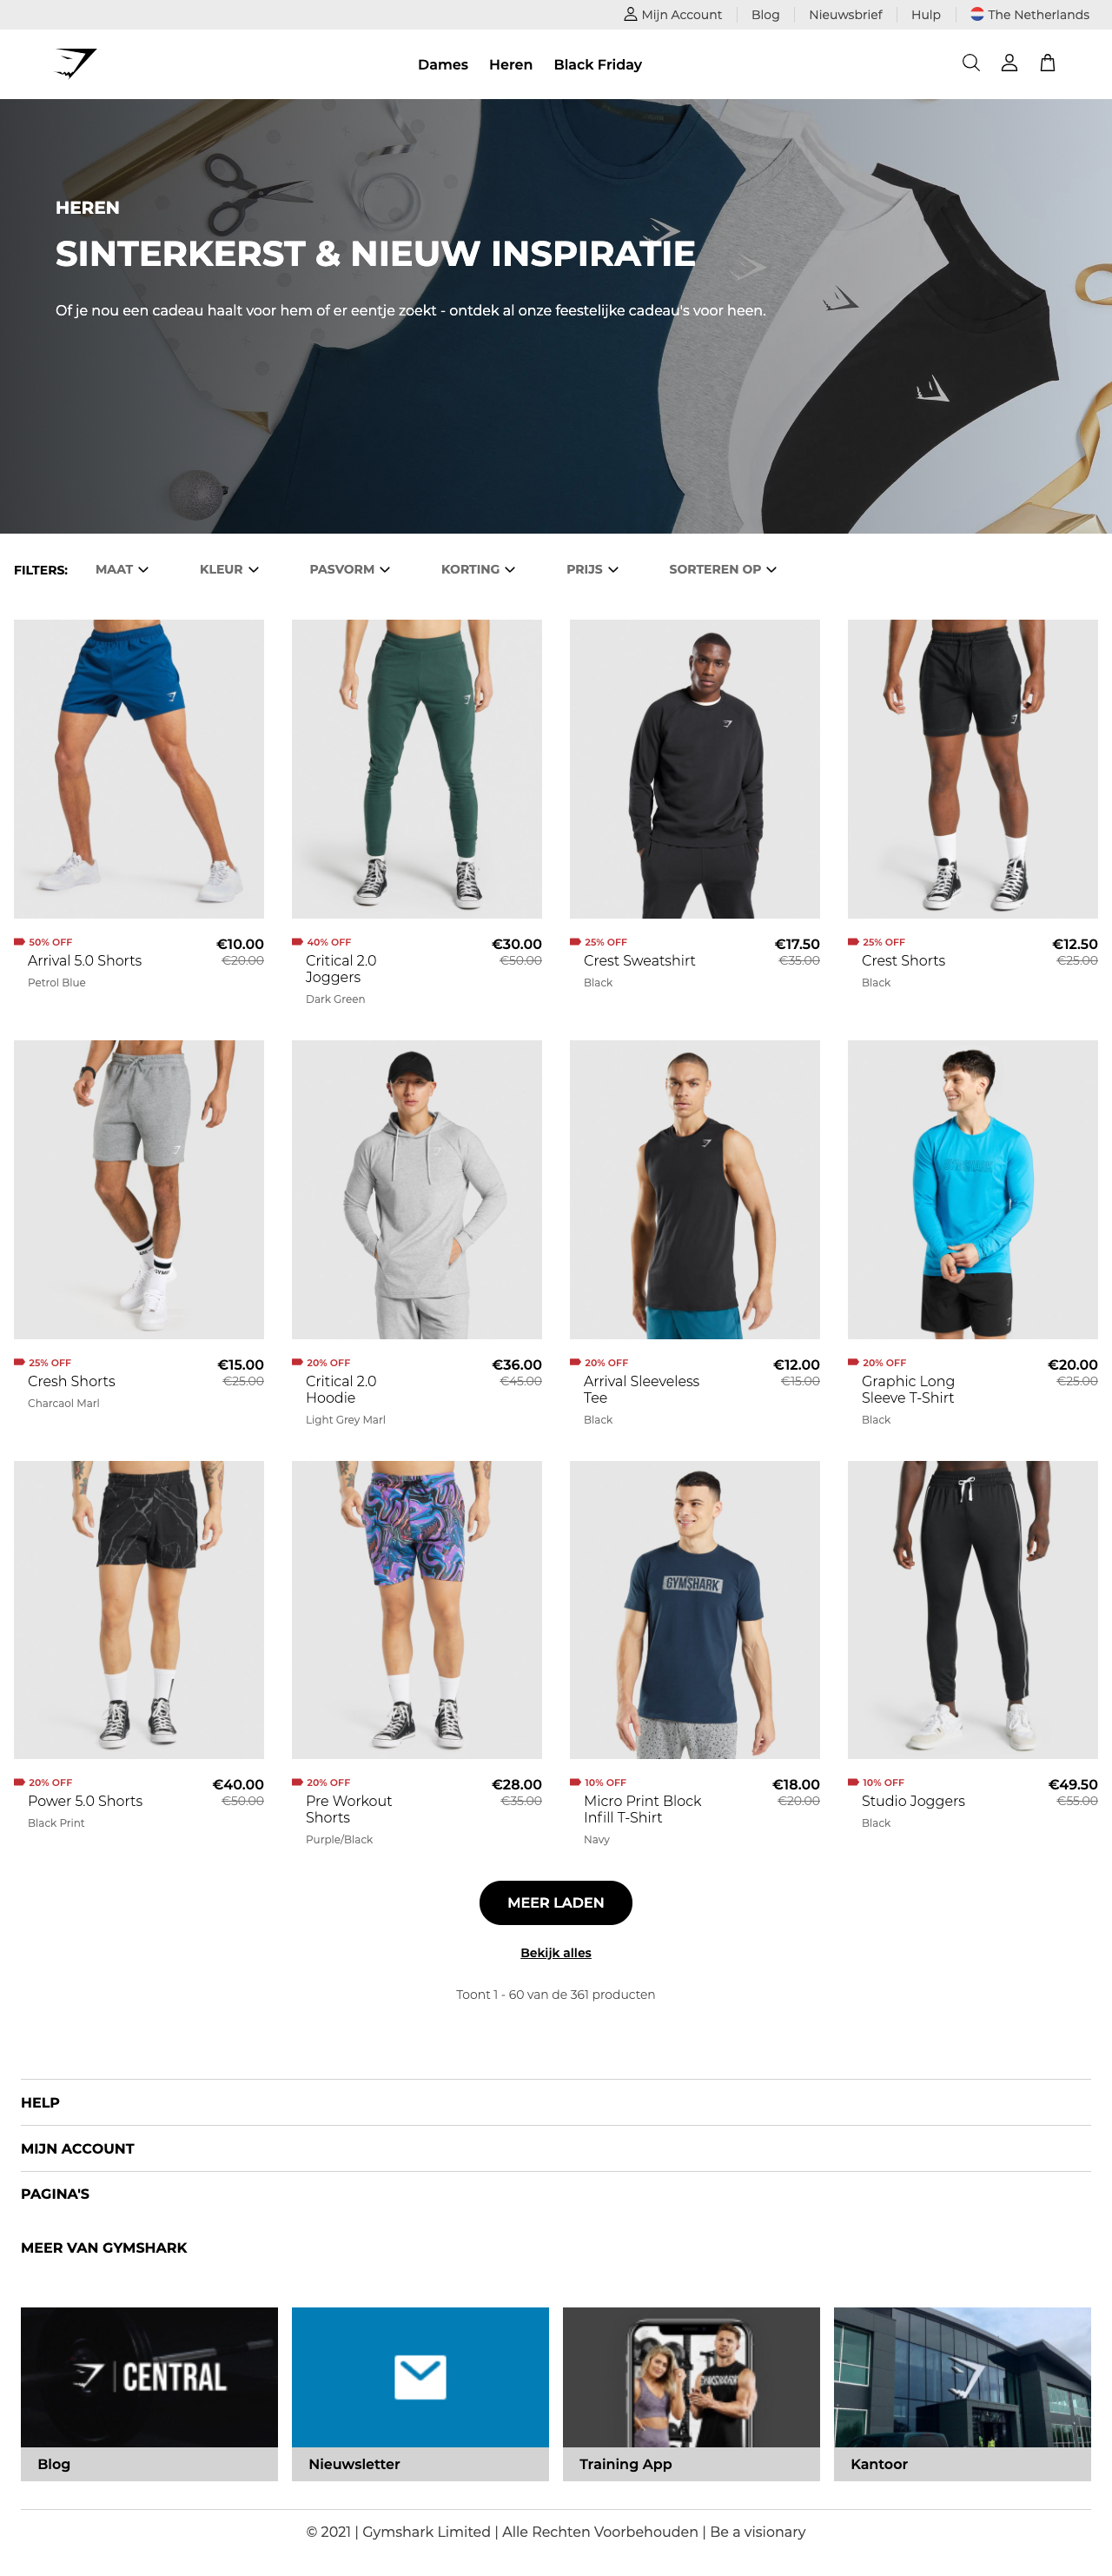 Mijn Account
Blog
Nieuwsbrief
Hulp
The Netherlands
Dames
Heren
Black Friday
HEREN
SINTERKERST & NIEUW INSPIRATIE
Of je nou een cadeau haalt voor hem of er eentje zoekt - ontdek al onze feestelijke cadeau's voor heen.
FILTERS:
MAAT
KLEUR
PASVORM
KORTING
PRIJS
SORTEREN OP
50% OFF
€10.00
Arrival 5.0 Shorts
€20.00
Petrol Blue
40% OFF
€30.00
Critical 2.0
€50.00
Joggers
Dark Green
25% OFF
€17.50
Crest Sweatshirt
€35.00
Black
25% OFF
€12.50
Crest Shorts
€25.00
Black
GYMSHARK
25% OFF
€15.00
Cresh Shorts
€25.00
Charcaol Marl
20% OFF
€36.00
Critical 2.0
€45.00
Hoodie
Light Grey Marl
20% OFF
€12.00
Arrival Sleeveless
€15.00
Tee
Black
20% OFF
€20.00
Graphic Long
€25.00
Sleeve T-Shirt
Black
GYMSHARK
20% OFF
€40.00
Power 5.0 Shorts
€50.00
Black Print
20% OFF
€28.00
Pre Workout
€35.00
Shorts
Purple/Black
10% OFF
€18.00
Micro Print Block
€20.00
Infill T-Shirt
Navy
10% OFF
€49.50
Studio Joggers
€55.00
Black
MEER LADEN
Bekijk alles
Toont 1 - 60 van de 361 producten
HELP
MIJN ACCOUNT
PAGINA'S
MEER VAN GYMSHARK
CENTRAL
GYMSHARK
Blog
Nieuwsletter
Training App
Kantoor
© 2021 | Gymshark Limited | Alle Rechten Voorbehouden | Be a visionary